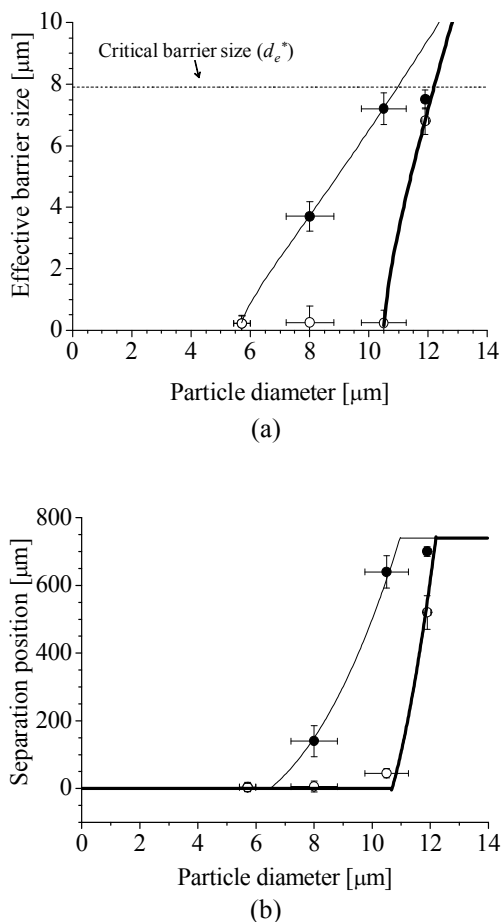 10
8
6
4
2
0
Effective barrier size [μm]
Critical barrier size (d_e^*)
0 2 4 6 8 10 12 14
Particle diameter [μm]
(a)
800
600
400
200
0
Separation position [μm]
0 2 4 6 8 10 12 14
Particle diameter [μm]
(b)